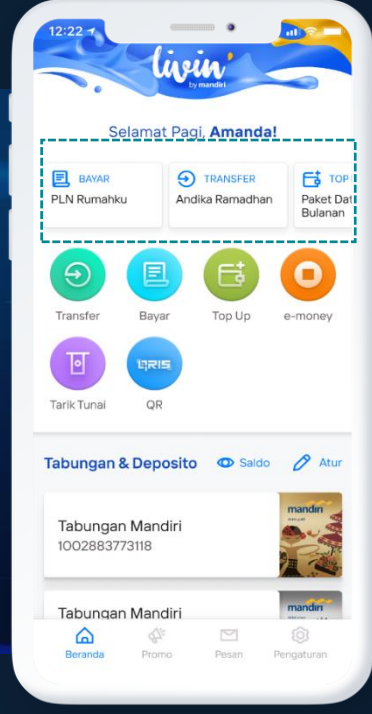 12:22
livin'
by mandiri
Selamat Pagi, Amanda!
BAYAR
PLN Rumahku
TRANSFER
Andika Ramadhan
TOP
Paket Dat
Bulanan
Transfer
Bayar
Top Up
e-money
QRIS
Tarik Tunai
QR
Tabungan & Deposito
Saldo
Atur
Tabungan Mandiri
1002883773118
mandiri
Tabungan Mandiri
mandiri
Beranda
Promo
Pesan
Pengaturan